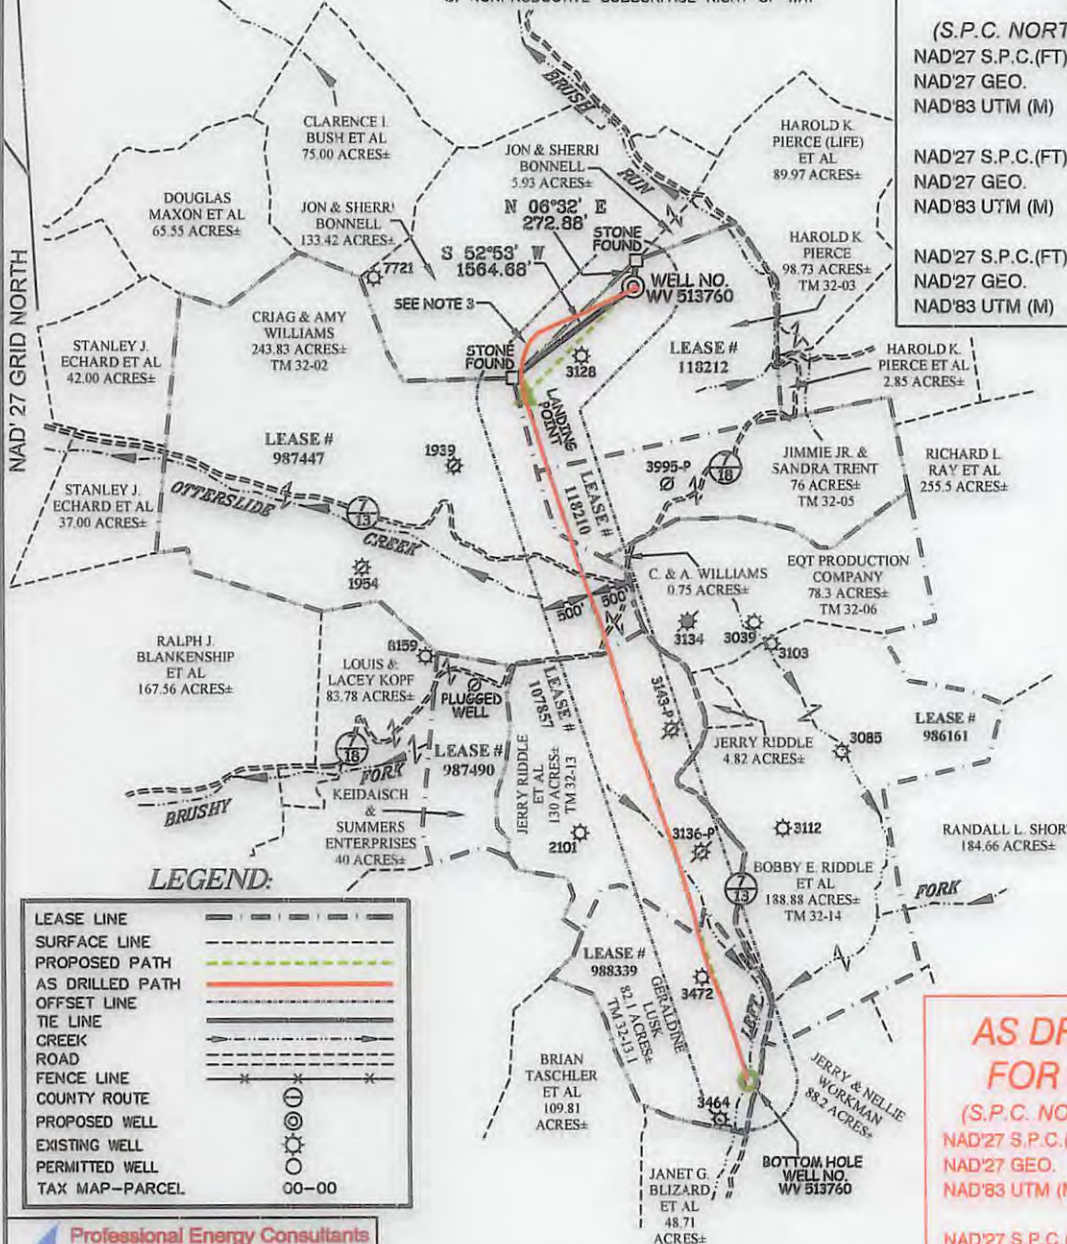 (S.P.C. NORT
NAD'27 S.P.C.(FT)
NAD'27 GEO.
NAD'83 UTM (M)
NAD'27 S.P.C.(FT)
NAD'27 GEO.
NAD'83 UTM (M)
NAD'27 S.P.C.(FT)
NAD'27 GEO.
NAD'83 UTM (M)
NAD' 27 GRID NORTH
BRUSH
RUN
CLARENCE I.
BUSH ET AL
75.00 ACRES±
JON & SHERRI
BONNELL
5.93 ACRES±
HAROLD K.
PIERCE (LIFE)
ET AL
89.97 ACRES±
DOUGLAS
MAXON ET AL
65.55 ACRES±
JON & SHERRI
BONNELL
133.42 ACRES±
N 06°32' E
272.88'
STONE
FOUND
S 52°53' W
1564.68'
HAROLD K.
PIERCE
98.73 ACRES±
TM 32-03
7721
WELL NO.
WV 513760
SEE NOTE 3
STANLEY J.
ECHARD ET AL
42.00 ACRES±
CRIAG & AMY
WILLIAMS
243.83 ACRES±
TM 32-02
STONE
FOUND
3128
LEASE #
118212
HAROLD K.
PIERCE ET AL
2.85 ACRES±
LANDING
POINT
LEASE #
987447
1939
LEASE #
118210
3995-P
7
18
JIMMIE JR. &
SANDRA TRENT
76 ACRES±
TM 32-05
RICHARD L.
RAY ET AL
255.5 ACRES±
STANLEY J.
ECHARD ET AL
37.00 ACRES±
OTTERSLIDE
7
13
CREEK
1954
C. & A. WILLIAMS
0.75 ACRES±
EQT PRODUCTION
COMPANY
78.3 ACRES±
TM 32-06
500'
500'
3134
3039
3103
RALPH J.
BLANKENSHIP
ET AL
167.56 ACRES±
8159
LOUIS &
LACEY KOPF
83.78 ACRES±
PLUGGED
WELL
LEASE #
107857
3143-P
JERRY RIDDLE
4.82 ACRES±
3085
LEASE #
986161
7
18
FORK
BRUSHY
LEASE #
987490
JERRY RIDDLE
ET AL
130 ACRES±
TM 32-13
KEIDAISCH
&
SUMMERS
ENTERPRISES
40 ACRES±
2101
3136-P
3112
RANDALL L. SHOR
184.66 ACRES±
BOBBY E. RIDDLE
ET AL
188.88 ACRES±
TM 32-14
7
13
FORK
LEFT
LEASE #
988339
GERALDINE
LUSK
82.1 ACRES±
TM 32-13.1
3472
BRIAN
TASCHLER
ET AL
109.81
ACRES±
3464
JERRY & NELLIE
WORKMAN
88.2 ACRES±
BOTTOM HOLE
WELL NO.
WV 513760
JANET G.
BLIZARD
ET AL
48.71
ACRES±
LEGEND:
LEASE LINE
SURFACE LINE
PROPOSED PATH
AS DRILLED PATH
OFFSET LINE
TIE LINE
CREEK
ROAD
FENCE LINE
COUNTY ROUTE
PROPOSED WELL
EXISTING WELL
PERMITTED WELL
TAX MAP-PARCEL 00-00
Professional Energy Consultants
AS DR
FOR
(S.P.C. NO
NAD'27 S.P.C.(
NAD'27 GEO.
NAD'83 UTM (M
NAD'27 S.P.C.(